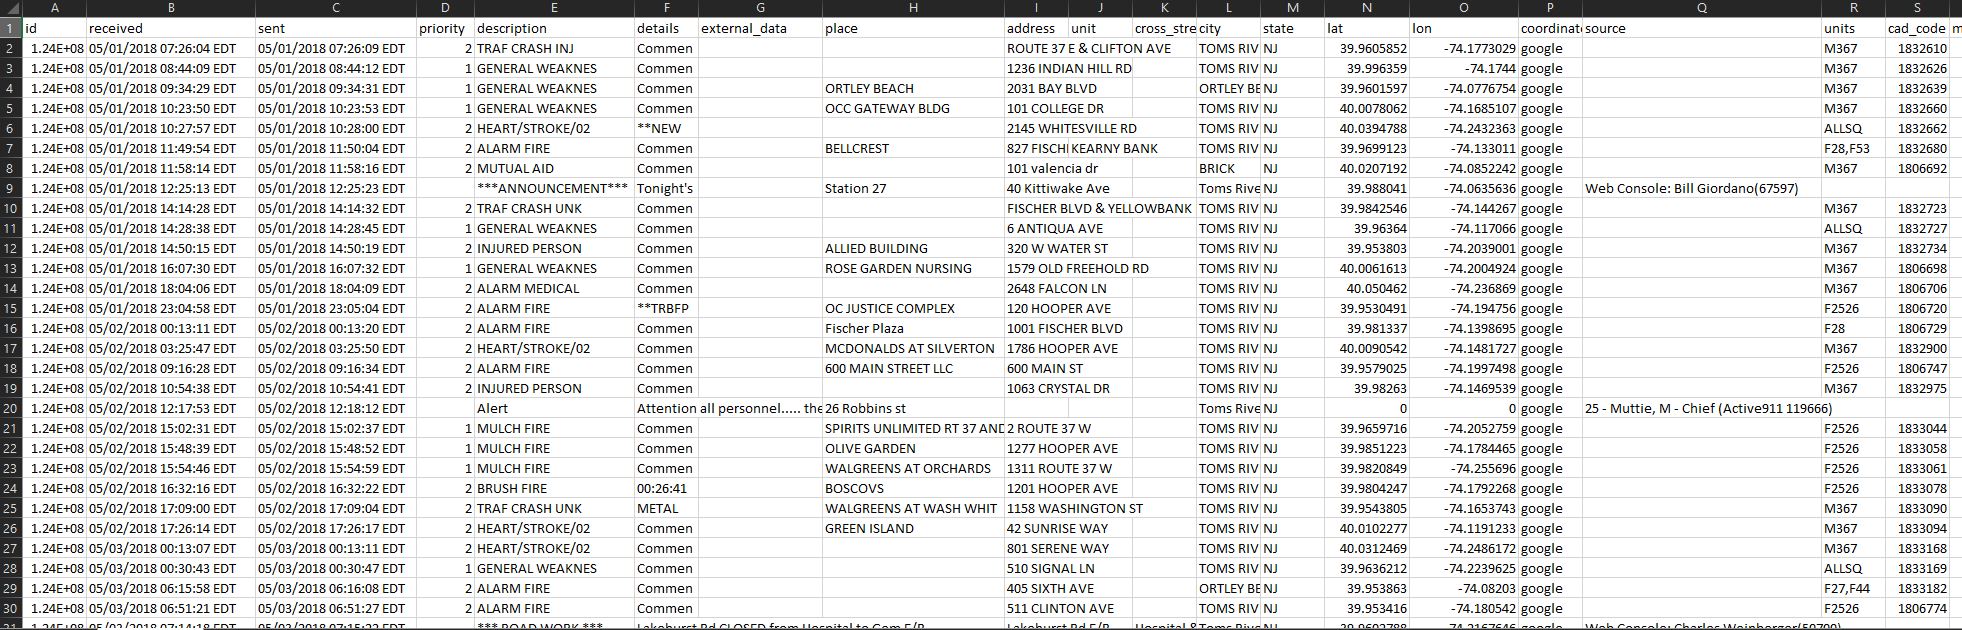 A B C D E F G H I J K L M N O P Q R S
1 id received sent priority description details external_data place address unit cross_stre city state lat lon coordinate source units cad_code m
2 1.24E+08 05/01/2018 07:26:04 EDT 05/01/2018 07:26:09 EDT 2 TRAF CRASH INJ Commen ROUTE 37 E & CLIFTON AVE TOMS RIV NJ 39.9605852 -74.1773029 google M367 1832610
3 1.24E+08 05/01/2018 08:44:09 EDT 05/01/2018 08:44:12 EDT 1 GENERAL WEAKNES Commen 1236 INDIAN HILL RD TOMS RIV NJ 39.996359 -74.1744 google M367 1832626
4 1.24E+08 05/01/2018 09:34:29 EDT 05/01/2018 09:34:31 EDT 1 GENERAL WEAKNES Commen ORTLEY BEACH 2031 BAY BLVD ORTLEY BE NJ 39.9601597 -74.0776754 google M367 1832639
5 1.24E+08 05/01/2018 10:23:50 EDT 05/01/2018 10:23:53 EDT 1 GENERAL WEAKNES Commen OCC GATEWAY BLDG 101 COLLEGE DR TOMS RIV NJ 40.0078062 -74.1685107 google M367 1832660
6 1.24E+08 05/01/2018 10:27:57 EDT 05/01/2018 10:28:00 EDT 2 HEART/STROKE/02 **NEW 2145 WHITESVILLE RD TOMS RIV NJ 40.0394788 -74.2432363 google ALLSQ 1832662
7 1.24E+08 05/01/2018 11:49:54 EDT 05/01/2018 11:50:04 EDT 2 ALARM FIRE Commen BELLCREST 827 FISCHI KEARNY BANK TOMS RIV NJ 39.9699123 -74.133011 google F28,F53 1832680
8 1.24E+08 05/01/2018 11:58:14 EDT 05/01/2018 11:58:16 EDT 2 MUTUAL AID Commen 101 valencia dr BRICK NJ 40.0207192 -74.0852242 google M367 1806692
9 1.24E+08 05/01/2018 12:25:13 EDT 05/01/2018 12:25:23 EDT ***ANNOUNCEMENT*** Tonight's Station 27 40 Kittiwake Ave Toms Rive NJ 39.988041 -74.0635636 google Web Console: Bill Giordano(67597)
10 1.24E+08 05/01/2018 14:14:28 EDT 05/01/2018 14:14:32 EDT 2 TRAF CRASH UNK Commen FISCHER BLVD & YELLOWBANK TOMS RIV NJ 39.9842546 -74.144267 google M367 1832723
11 1.24E+08 05/01/2018 14:28:38 EDT 05/01/2018 14:28:45 EDT 1 GENERAL WEAKNES Commen 6 ANTIQUA AVE TOMS RIV NJ 39.96364 -74.117066 google ALLSQ 1832727
12 1.24E+08 05/01/2018 14:50:15 EDT 05/01/2018 14:50:19 EDT 2 INJURED PERSON Commen ALLIED BUILDING 320 W WATER ST TOMS RIV NJ 39.953803 -74.2039001 google M367 1832734
13 1.24E+08 05/01/2018 16:07:30 EDT 05/01/2018 16:07:32 EDT 1 GENERAL WEAKNES Commen ROSE GARDEN NURSING 1579 OLD FREEHOLD RD TOMS RIV NJ 40.0061613 -74.2004924 google M367 1806698
14 1.24E+08 05/01/2018 18:04:06 EDT 05/01/2018 18:04:09 EDT 2 ALARM MEDICAL Commen 2648 FALCON LN TOMS RIV NJ 40.050462 -74.236869 google M367 1806706
15 1.24E+08 05/01/2018 23:04:58 EDT 05/01/2018 23:05:04 EDT 2 ALARM FIRE **TRBFP OC JUSTICE COMPLEX 120 HOOPER AVE TOMS RIV NJ 39.9530491 -74.194756 google F2526 1806720
16 1.24E+08 05/02/2018 00:13:11 EDT 05/02/2018 00:13:20 EDT 2 ALARM FIRE Commen Fischer Plaza 1001 FISCHER BLVD TOMS RIV NJ 39.981337 -74.1398695 google F28 1806729
17 1.24E+08 05/02/2018 03:25:47 EDT 05/02/2018 03:25:50 EDT 2 HEART/STROKE/02 Commen MCDONALDS AT SILVERTON 1786 HOOPER AVE TOMS RIV NJ 40.0090542 -74.1481727 google M367 1832900
18 1.24E+08 05/02/2018 09:16:28 EDT 05/02/2018 09:16:34 EDT 2 ALARM FIRE Commen 600 MAIN STREET LLC 600 MAIN ST TOMS RIV NJ 39.9579025 -74.1997498 google F2526 1806747
19 1.24E+08 05/02/2018 10:54:38 EDT 05/02/2018 10:54:41 EDT 2 INJURED PERSON Commen 1063 CRYSTAL DR TOMS RIV NJ 39.98263 -74.1469539 google M367 1832975
20 1.24E+08 05/02/2018 12:17:53 EDT 05/02/2018 12:18:12 EDT Alert Attention all personnel..... the 26 Robbins st Toms Rive NJ 0 0 google 25 - Muttie, M - Chief (Active911 119666)
21 1.24E+08 05/02/2018 15:02:31 EDT 05/02/2018 15:02:37 EDT 1 MULCH FIRE Commen SPIRITS UNLIMITED RT 37 AND 2 ROUTE 37 W TOMS RIV NJ 39.9659716 -74.2052759 google F2526 1833044
22 1.24E+08 05/02/2018 15:48:39 EDT 05/02/2018 15:48:52 EDT 1 MULCH FIRE Commen OLIVE GARDEN 1277 HOOPER AVE TOMS RIV NJ 39.9851223 -74.1784465 google F2526 1833058
23 1.24E+08 05/02/2018 15:54:46 EDT 05/02/2018 15:54:59 EDT 1 MULCH FIRE Commen WALGREENS AT ORCHARDS 1311 ROUTE 37 W TOMS RIV NJ 39.9820849 -74.255696 google F2526 1833061
24 1.24E+08 05/02/2018 16:32:16 EDT 05/02/2018 16:32:22 EDT 2 BRUSH FIRE 00:26:41 BOSCOVS 1201 HOOPER AVE TOMS RIV NJ 39.9804247 -74.1792268 google F2526 1833078
25 1.24E+08 05/02/2018 17:09:00 EDT 05/02/2018 17:09:04 EDT 2 TRAF CRASH UNK METAL WALGREENS AT WASH WHIT 1158 WASHINGTON ST TOMS RIV NJ 39.9543805 -74.1653743 google M367 1833090
26 1.24E+08 05/02/2018 17:26:14 EDT 05/02/2018 17:26:17 EDT 2 HEART/STROKE/02 Commen GREEN ISLAND 42 SUNRISE WAY TOMS RIV NJ 40.0102277 -74.1191233 google M367 1833094
27 1.24E+08 05/03/2018 00:13:07 EDT 05/03/2018 00:13:11 EDT 2 HEART/STROKE/02 Commen 801 SERENE WAY TOMS RIV NJ 40.0312469 -74.2486172 google M367 1833168
28 1.24E+08 05/03/2018 00:30:43 EDT 05/03/2018 00:30:47 EDT 1 GENERAL WEAKNES Commen 510 SIGNAL LN TOMS RIV NJ 39.9636212 -74.2239625 google ALLSQ 1833169
29 1.24E+08 05/03/2018 06:15:58 EDT 05/03/2018 06:16:08 EDT 2 ALARM FIRE Commen 405 SIXTH AVE ORTLEY BE NJ 39.953863 -74.08203 google F27,F44 1833182
30 1.24E+08 05/03/2018 06:51:21 EDT 05/03/2018 06:51:27 EDT 2 ALARM FIRE Commen 511 CLINTON AVE TOMS RIV NJ 39.953416 -74.180542 google F2526 1806774